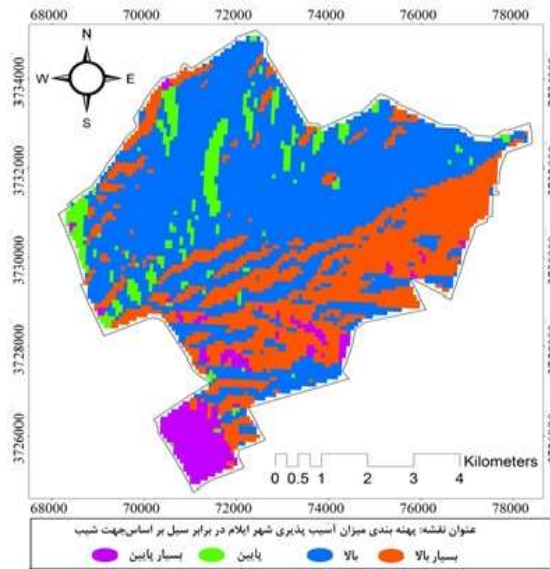 68000 70000 72000 74000 76000 78000
N
W E
S
3734000
3732000
3730000
3728000
3726000
Kilometers
0 0.5 1 2 3 4
68000 70000 72000 74000 76000 78000
عنوان نقشه: پهنه بندی میزان آسیب پذیری شهر ایلام در برابر سیل بر اساس جهت شیب
بسیار بالا بالا پایین بسیار پایین